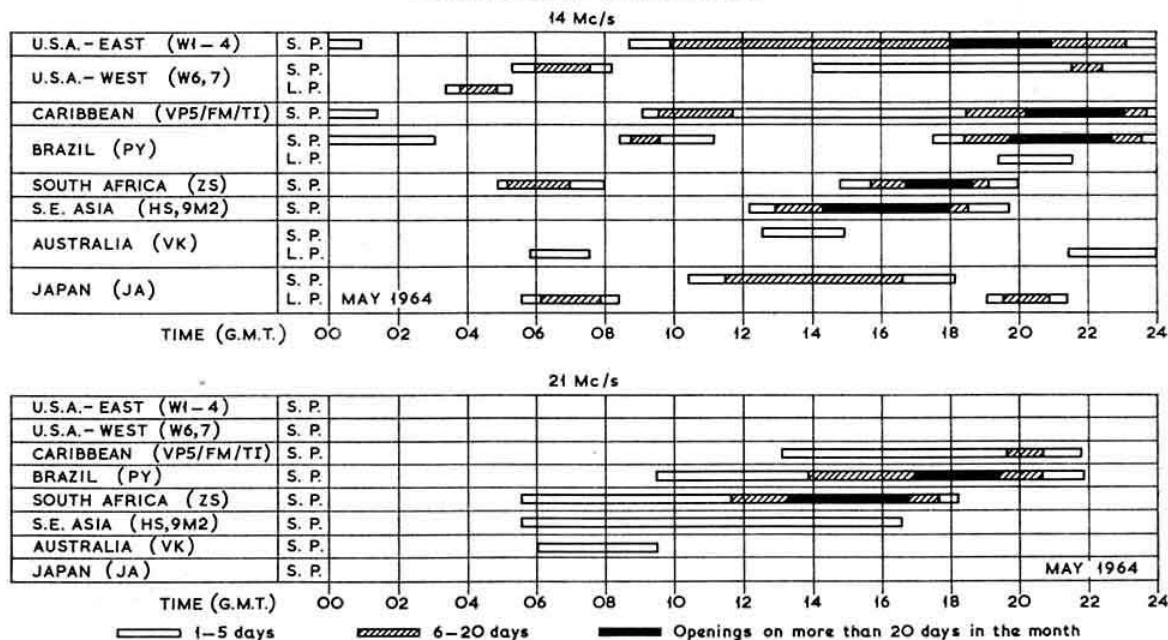 14 Mc/s
U.S.A.-EAST (W1-4) S. P.
U.S.A.-WEST (W6,7) S. P.
L. P.
CARIBBEAN (VP5/FM/TI) S. P.
BRAZIL (PY) S. P.
L. P.
SOUTH AFRICA (ZS) S. P.
S.E. ASIA (HS,9M2) S. P.
AUSTRALIA (VK) S. P.
L. P.
JAPAN (JA) S. P.
L. P. MAY 1964
TIME (G.M.T.) 00 02 04 06 08 10 12 14 16 18 20 22 24
21 Mc/s
U.S.A.-EAST (W1-4) S. P.
U.S.A.-WEST (W6,7) S. P.
CARIBBEAN (VP5/FM/TI) S. P.
BRAZIL (PY) S. P.
SOUTH AFRICA (ZS) S. P.
S.E. ASIA (HS,9M2) S. P.
AUSTRALIA (VK) S. P.
JAPAN (JA) S. P. MAY 1964
TIME (G.M.T.) 00 02 04 06 08 10 12 14 16 18 20 22 24
1-5 days 6-20 days Openings on more than 20 days in the month